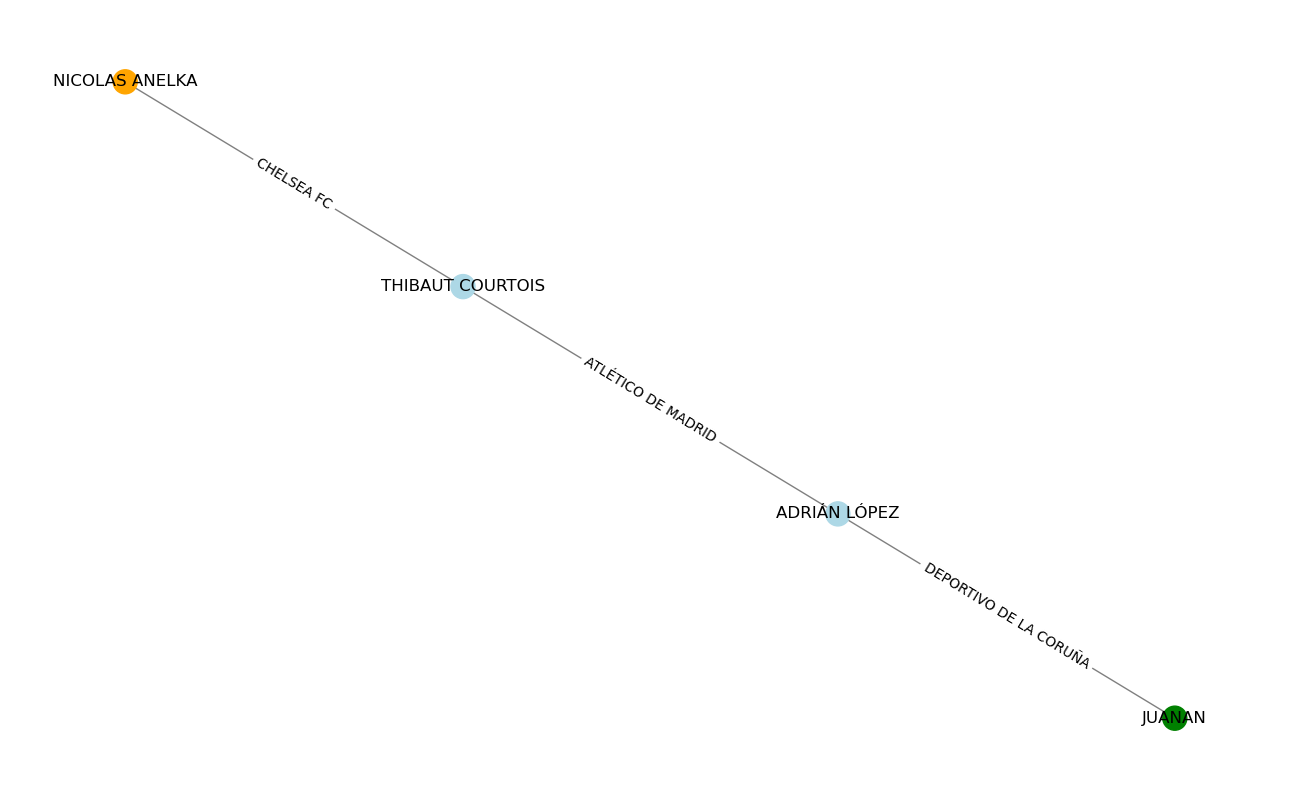 NICOLAS ANELKA
CHELSEA FC
THIBAUT COURTOIS
ATLÉTICO DE MADRID
ADRIÁN LÓPEZ
DEPORTIVO DE LA CORUÑA
JUANAN